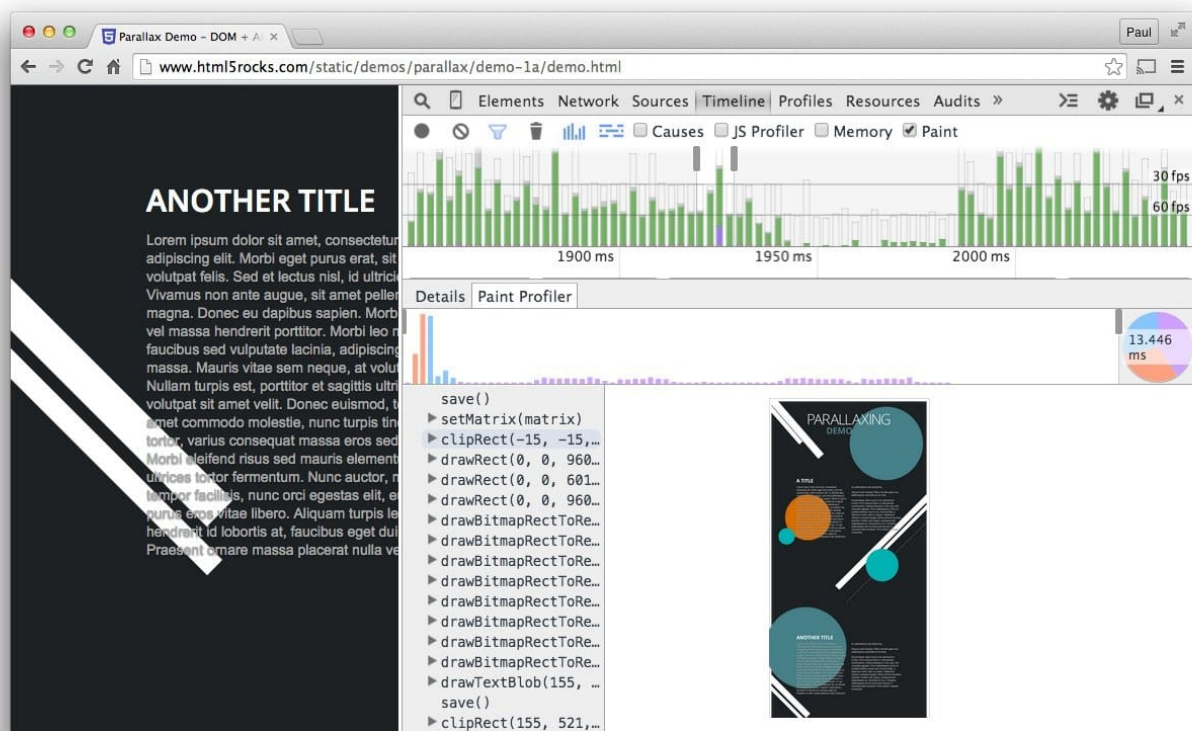 Parallax Demo – DOM + A
Paul
www.html5rocks.com/static/demos/parallax/demo-1a/demo.html
Elements Network Sources Timeline Profiles Resources Audits »
Causes JS Profiler Memory Paint
30 fps
60 fps
1900 ms 1950 ms 2000 ms
Details Paint Profiler
13.446
ms
ANOTHER TITLE
Lorem ipsum dolor sit amet, consectetur
adipiscing elit. Morbi eget purus erat, sit
volutpat felis. Sed et lectus nisl, id ultricie
Vivamus non ante augue, sit amet peller
magna. Donec eu dapibus sapien. Morb
vel massa hendrerit porttitor. Morbi leo n
faucibus sed vulputate lacinia, adipiscing
massa. Mauris vitae sem neque, at volut
Nullam turpis est, porttitor et sagittis ultri
volutpat sit amet velit. Donec euismod, t
amet commodo molestie, nunc turpis tin
tortor, varius consequat massa eros sed
Morbi eleifend risus sed mauris element
ultrices tortor fermentum. Nunc auctor, n
tempor facilisis, nunc orci egestas elit, e
purus eros vitae libero. Aliquam turpis le
hendrerit id lobortis at, faucibus eget dui
Praesent ornare massa placerat nulla ve
save()
setMatrix(matrix)
clipRect(-15, -15,…
drawRect(0, 0, 960…
drawRect(0, 0, 601…
drawRect(0, 0, 960…
drawBitmapRectToRe…
drawBitmapRectToRe…
drawBitmapRectToRe…
drawBitmapRectToRe…
drawBitmapRectToRe…
drawBitmapRectToRe…
drawBitmapRectToRe…
drawBitmapRectToRe…
drawTextBlob(155, …
save()
clipRect(155, 521,…
PARALLAXING
DEMO
A TITLE
ANOTHER TITLE